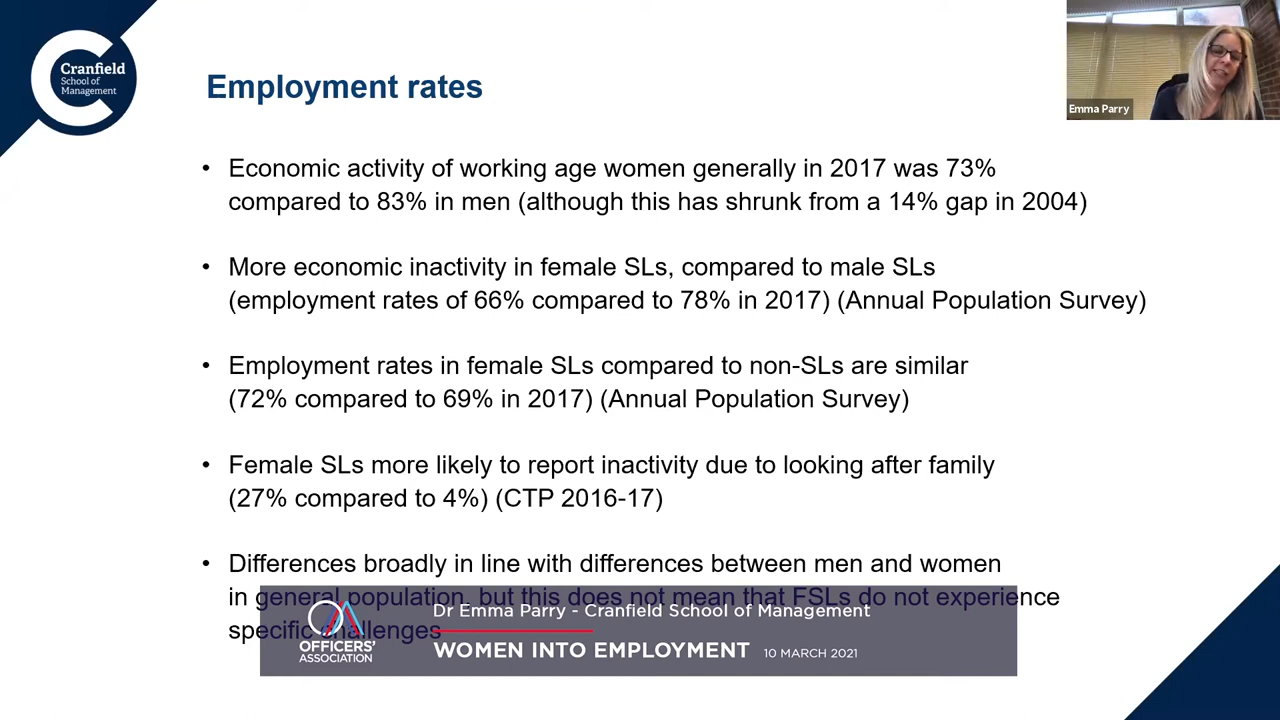 Cranfield
School of
Management
Employment rates
Emma Parry
• Economic activity of working age women generally in 2017 was 73%
compared to 83% in men (although this has shrunk from a 14% gap in 2004)
• More economic inactivity in female SLs, compared to male SLs
(employment rates of 66% compared to 78% in 2017) (Annual Population Survey)
• Employment rates in female SLs compared to non-SLs are similar
(72% compared to 69% in 2017) (Annual Population Survey)
• Female SLs more likely to report inactivity due to looking after family
(27% compared to 4%) (CTP 2016-17)
• Differences broadly in line with differences between men and women
in general population, but this does not mean that FSLs do not experience
specific challenges
OFFICERS'
ASSOCIATION
Dr Emma Parry - Cranfield School of Management
WOMEN INTO EMPLOYMENT 10 MARCH 2021